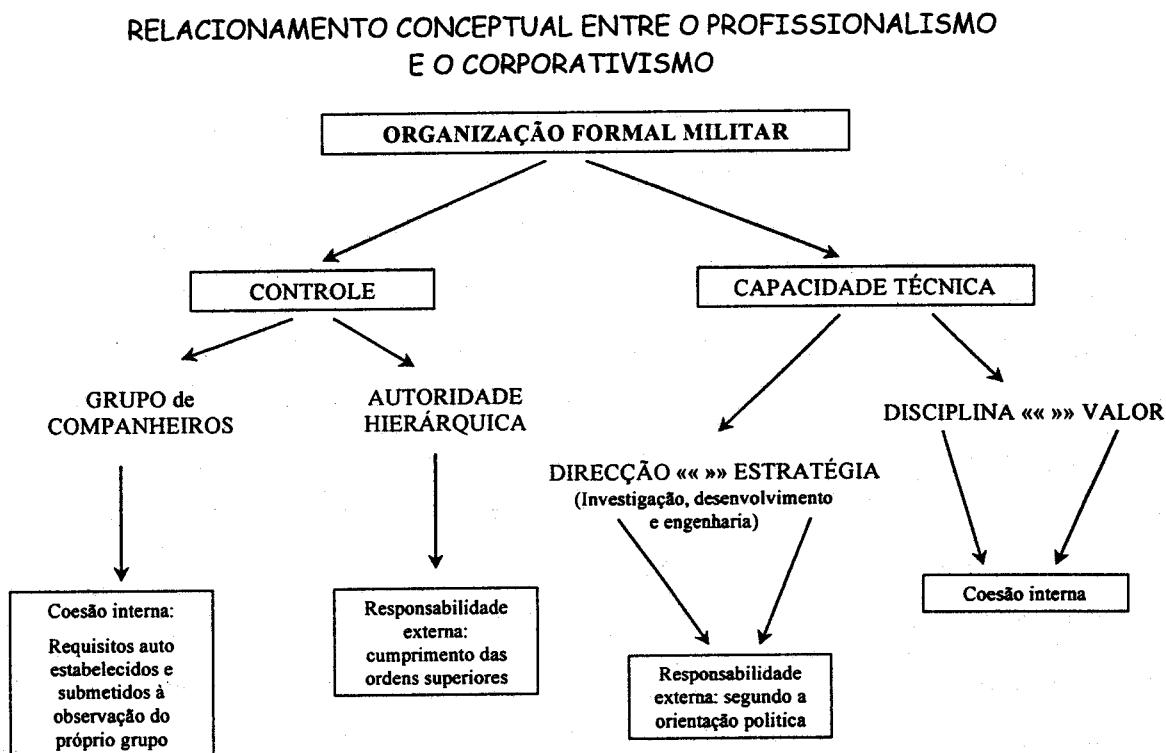 RELACIONAMENTO CONCEPTUAL ENTRE O PROFISSIONALISMO
E O CORPORATIVISMO
ORGANIZAÇÃO FORMAL MILITAR
CONTROLE
CAPACIDADE TÉCNICA
GRUPO de
COMPANHEIROS
AUTORIDADE
HIERÁRQUICA
DIRECÇÃO «« »» ESTRATÉGIA
(Investigação, desenvolvimento
e engenharia)
DISCIPLINA «« »» VALOR
Coesão interna:
Requisitos auto
estabelecidos e
submetidos à
observação do
próprio grupo
Responsabilidade
externa:
cumprimento das
ordens superiores
Responsabilidade
externa: segundo a
orientação politica
Coesão interna